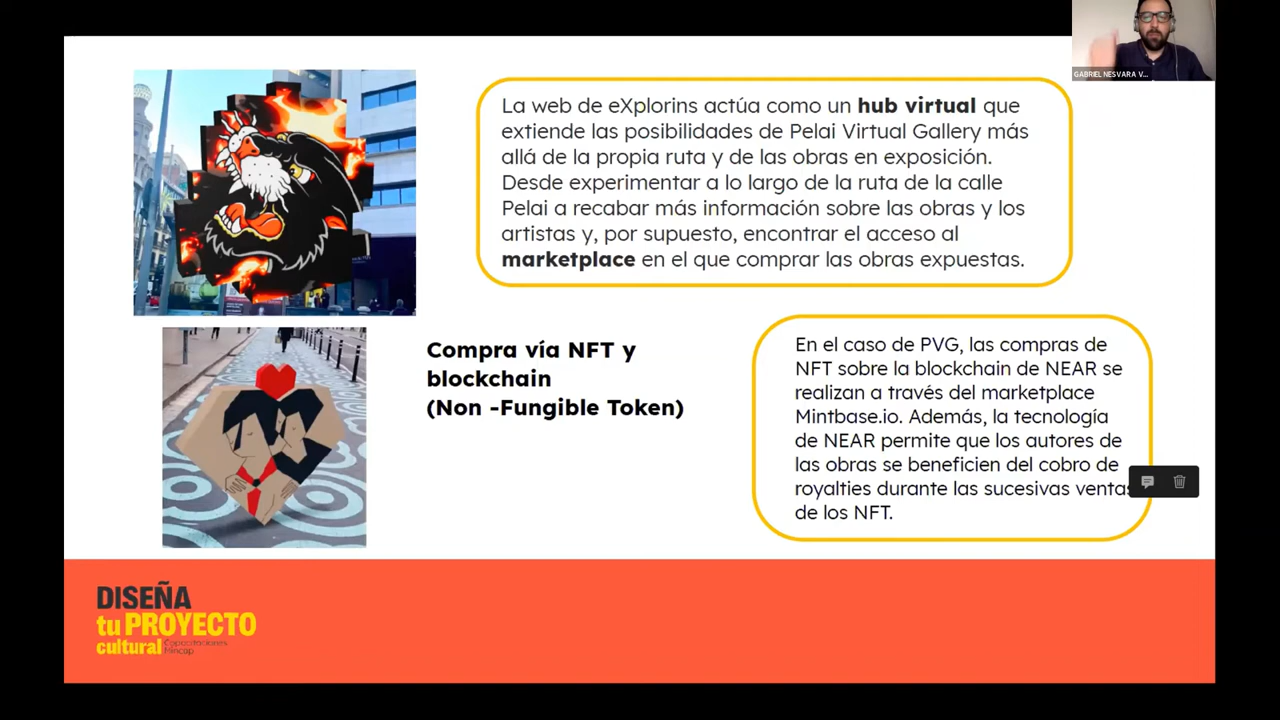 GABRIEL NESVARA V...
La web de eXplorins actúa como un hub virtual que
extiende las posibilidades de Pelai Virtual Gallery más
allá de la propia ruta y de las obras en exposición.
Desde experimentar a lo largo de la ruta de la calle
Pelai a recabar más información sobre las obras y los
artistas y, por supuesto, encontrar el acceso al
marketplace en el que comprar las obras expuestas.
Compra vía NFT y
blockchain
(Non -Fungible Token)
En el caso de PVG, las compras de
NFT sobre la blockchain de NEAR se
realizan a través del marketplace
Mintbase.io. Además, la tecnología
de NEAR permite que los autores de
las obras se beneficien del cobro de
royalties durante las sucesivas ventas
de los NFT.
DISEÑA
tu PROYECTO
cultural
Capacitaciones
Mincap